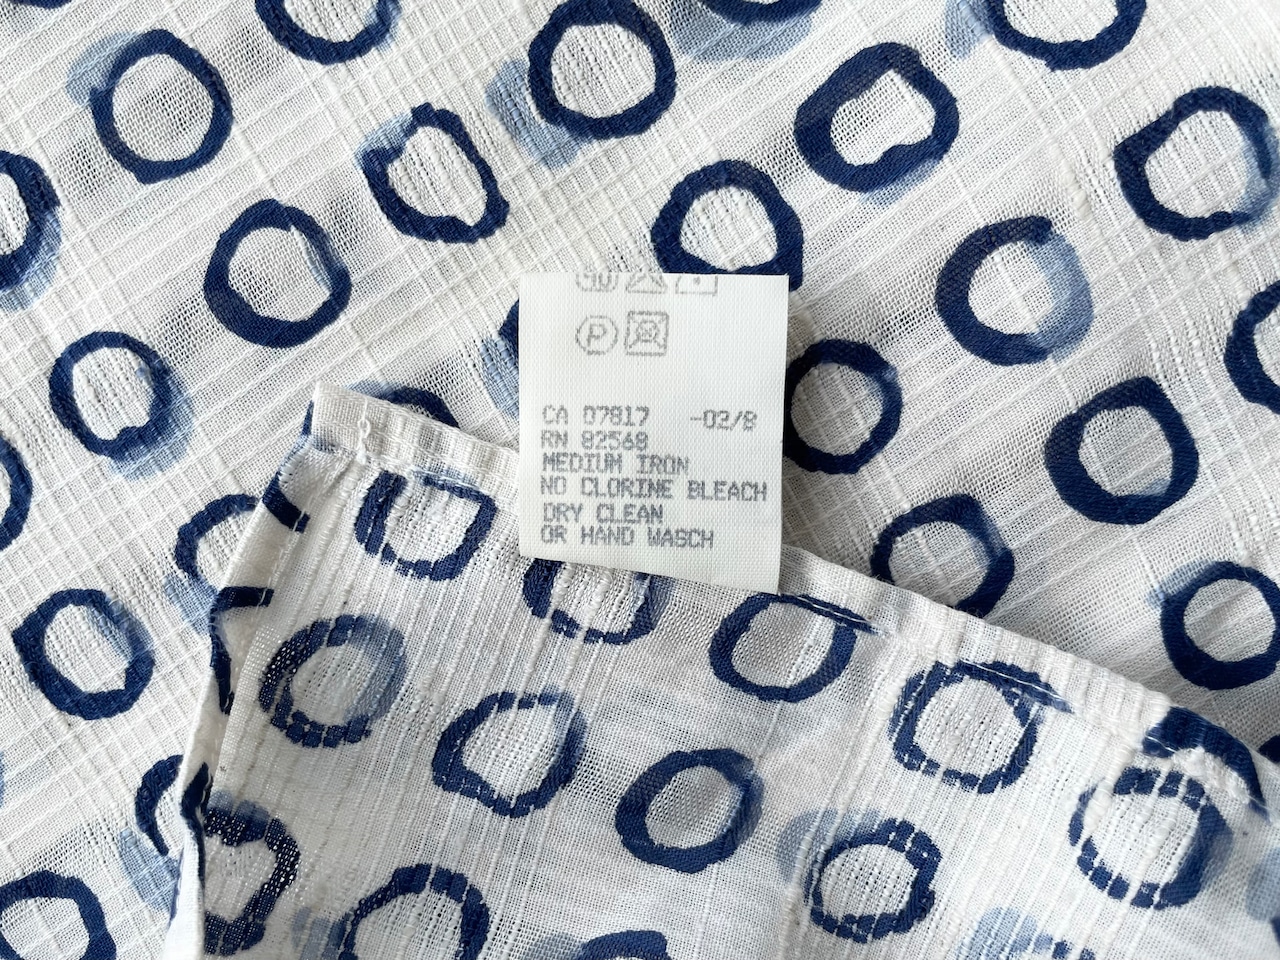 P
CA 07817 -02/8
RN 82568
MEDIUM IRON
NO CLORINE BLEACH
DRY CLEAN
OR HAND WASCH